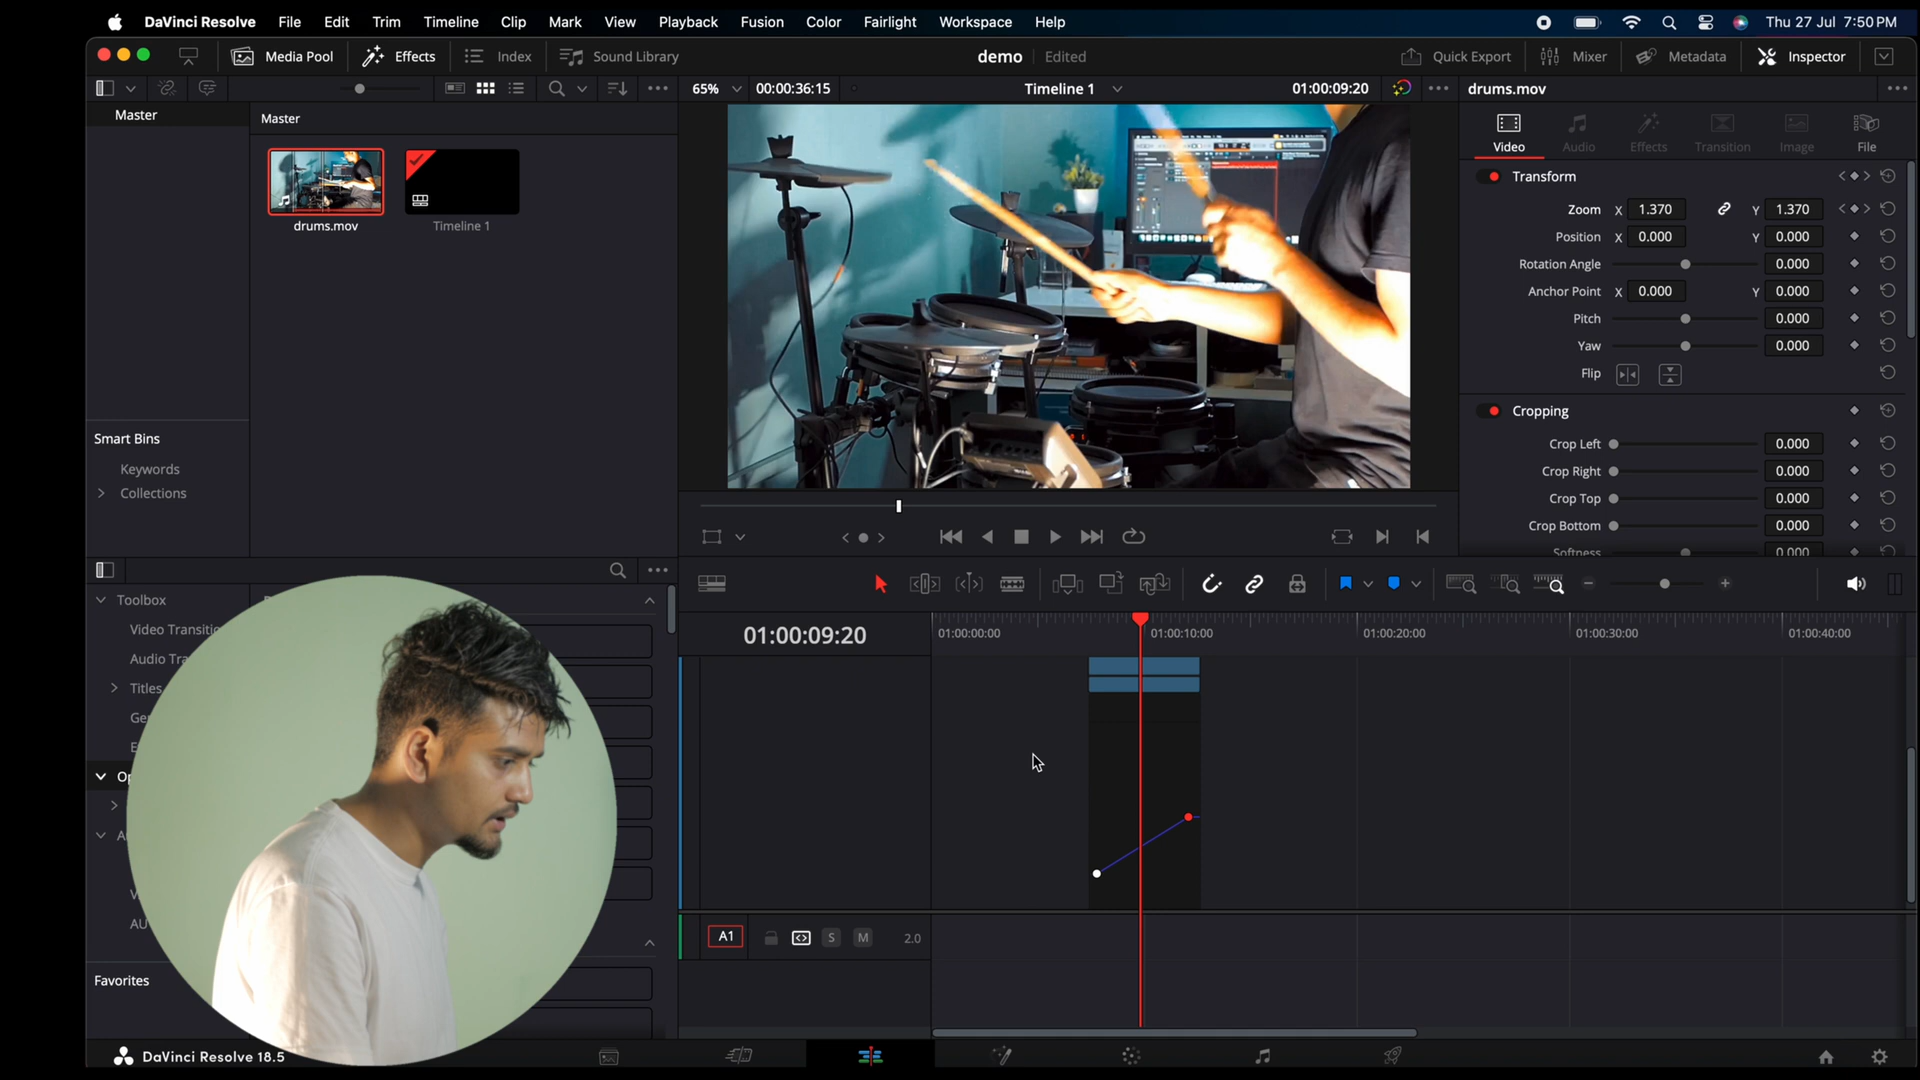 DaVinci Resolve File Edit Trim Timeline Clip Mark View Playback Fusion Color Fairlight Workspace Help Thu 27 Jul 7:50 PM
Media Pool Effects Index Sound Library demo Edited Quick Export Mixer Metadata Inspector
65% 00:00:36:15 Timeline 1 01:00:09:20 drums.mov
Master Master
Video Audio Effects Transition Image File
drums.mov Timeline 1
Transform
Zoom X 1.370 Y 1.370
Position X 0.000 Y 0.000
Rotation Angle 0.000
Anchor Point X 0.000 Y 0.000
Pitch 0.000
Yaw 0.000
Flip
Cropping
Crop Left 0.000
Crop Right 0.000
Crop Top 0.000
Crop Bottom 0.000
Softness 0.000
Smart Bins
Keywords
Collections
Toolbox
Video Transitio
Audio Tra
Titles
Ge
E
Op
A
V
AU
Favorites
01:00:09:20 01:00:00:00 01:00:10:00 01:00:20:00 01:00:30:00 01:00:40:00
A1 S M 2.0
DaVinci Resolve 18.5